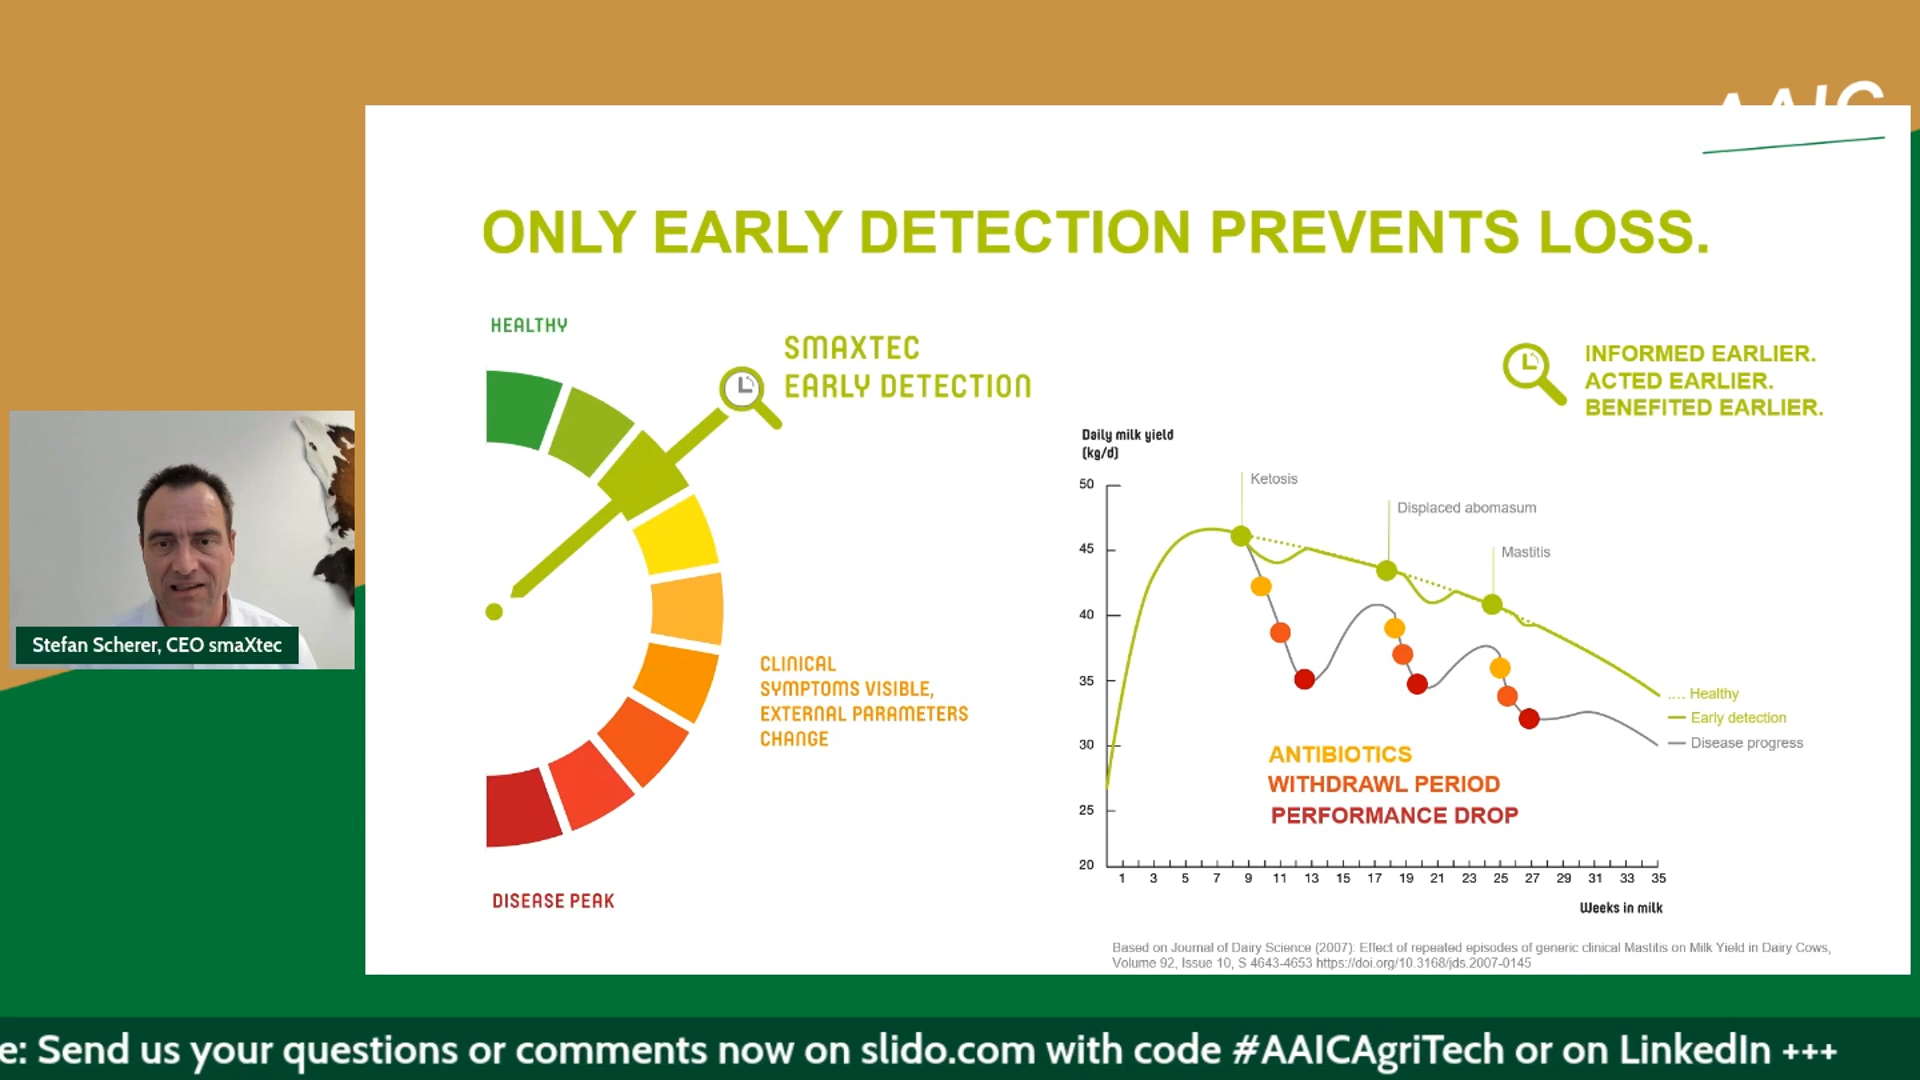 AAIC
ONLY EARLY DETECTION PREVENTS LOSS.
HEALTHY
SMAXTEC
EARLY DETECTION
CLINICAL
SYMPTOMS VISIBLE,
EXTERNAL PARAMETERS
CHANGE
DISEASE PEAK
INFORMED EARLIER.
ACTED EARLIER.
BENEFITED EARLIER.
Daily milk yield
(kg/d)
50
45
40
35
30
25
20
Ketosis
Displaced abomasum
Mastitis
.... Healthy
Early detection
Disease progress
ANTIBIOTICS
WITHDRAWL PERIOD
PERFORMANCE DROP
1 3 5 7 9 11 13 15 17 19 21 23 25 27 29 31 33 35
Weeks in milk
Based on Journal of Dairy Science (2007): Effect of repeated episodes of generic clinical Mastitis on Milk Yield in Dairy Cows,
Volume 92, Issue 10, S 4643-4653 https://doi.org/10.3168/jds.2007-0145
Stefan Scherer, CEO smaXtec
e: Send us your questions or comments now on slido.com with code #AAICAgriTech or on LinkedIn +++